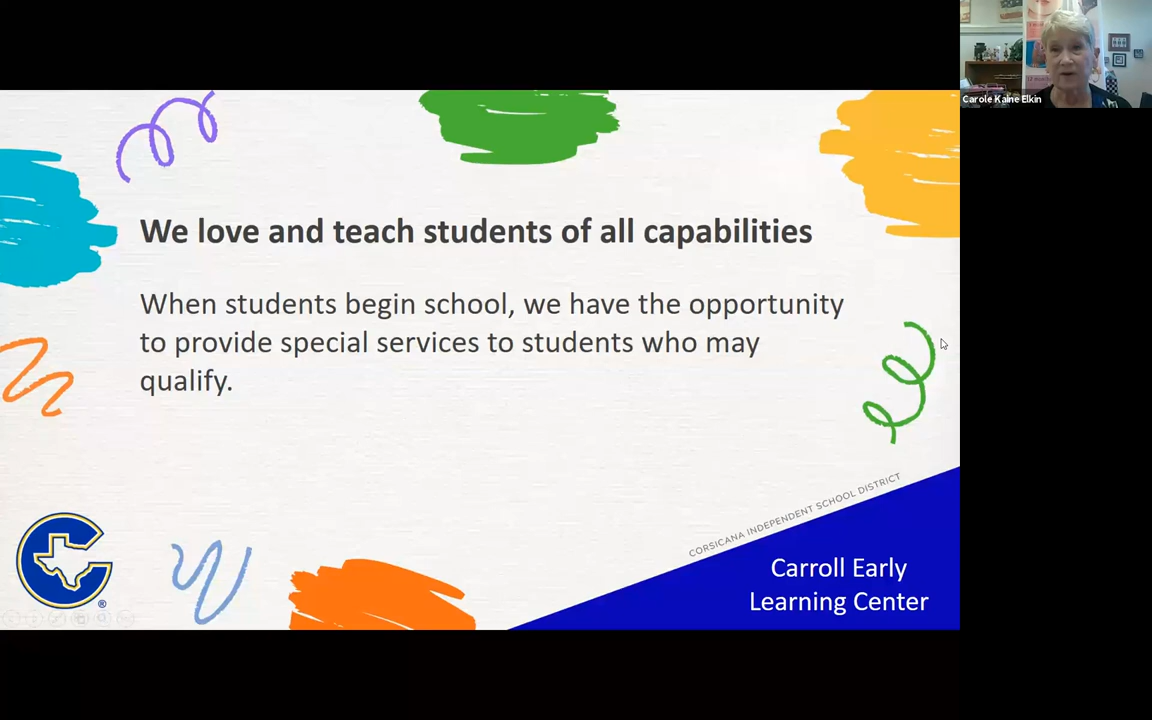 Carole Kaine Elkin
We love and teach students of all capabilities
When students begin school, we have the opportunity
to provide special services to students who may
qualify.
CORSICANA INDEPENDENT SCHOOL DISTRICT
Carroll Early
Learning Center
C
®